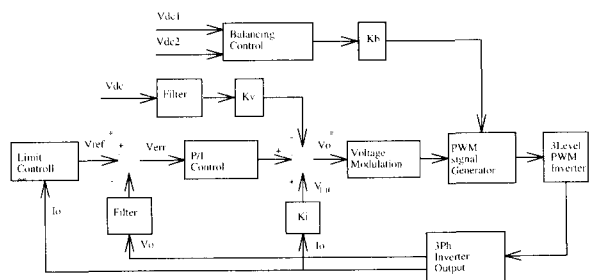 Vdc1
Vdc2
Balancing
Control
Kb
Vdc
Filter
Kv
Limit
Controll
Vref
*
+
-
Verr
P/I
Control
+
-
+
Vo
*
Voltage
Modulation
PWM
signal
Generator
3Level
PWM
Inverter
Filter
Vo
Ki
Io
Io
3Ph
Inverter
Output